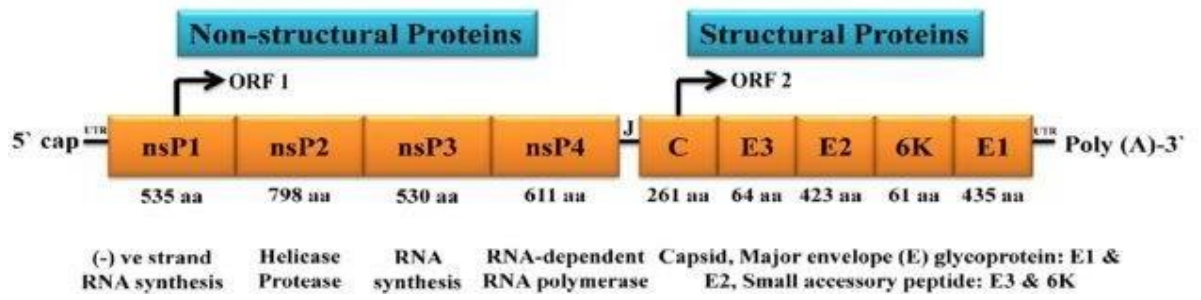 Non-structural Proteins Structural Proteins
ORF 1 ORF 2
5` cap UTR nsP1 nsP2 nsP3 nsP4 J C E3 E2 6K E1 UTR Poly (A)-3`
535 aa 798 aa 530 aa 611 aa 261 aa 64 aa 423 aa 61 aa 435 aa
(-) ve strand Helicase RNA RNA-dependent Capsid, Major envelope (E) glycoprotein: E1 &
RNA synthesis Protease synthesis RNA polymerase E2, Small accessory peptide: E3 & 6K